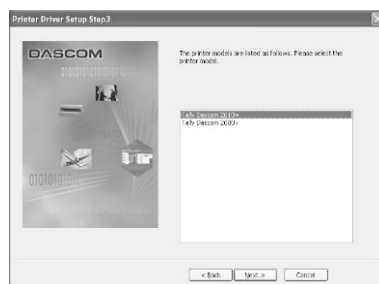 Printer Driver Setup Step3
DASCOM
The printer models are listed as follows. Please select the
printer model.
Tally Dascom 2610+
Tally Dascom 2600+
< Back
Next >
Cancel